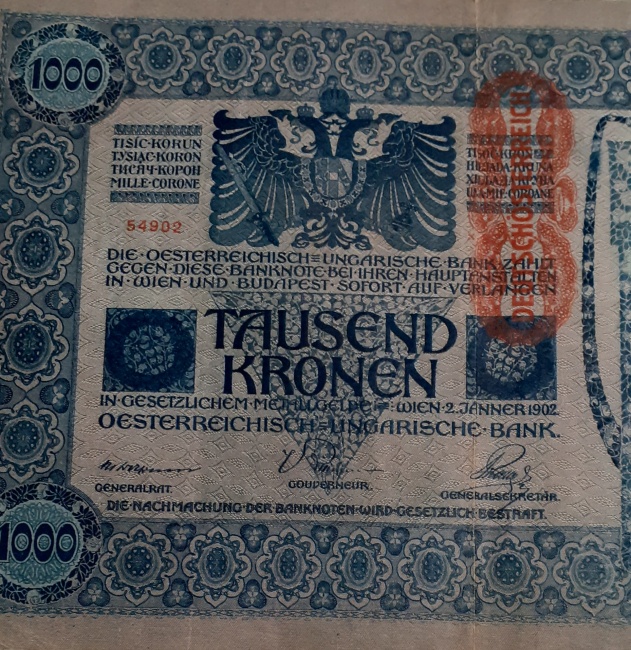 1000
TISÍC·KORUN
TYSIĄC·KORON
ТИСЯЧ·КОРОН
MILLE·CORONE
54902
DEUTSCHÖSTERREICH
DIE·OESTERREICHISCH=UNGARISCHE·BANK·ZAHLT
GEGEN·DIESE·BANKNOTE·BEI·IHREN·HAUPTANSTALTEN
IN·WIEN·UND·BUDAPEST·SOFORT·AUF·VERLANGEN
TAUSEND
KRONEN
IN·GESETZLICHEM·METALLGELDE=:WIEN·2·JÄNNER·1902
OESTERREICHISCH=UNGARISCHE·BANK.
GENERALRAT.
GOUVERNEUR.
GENERALSEKRETÄR.
1000
DIE·NACHMACHUNG·DER·BANKNOTEN·WIRD·GESETZLICH·BESTRAFT.